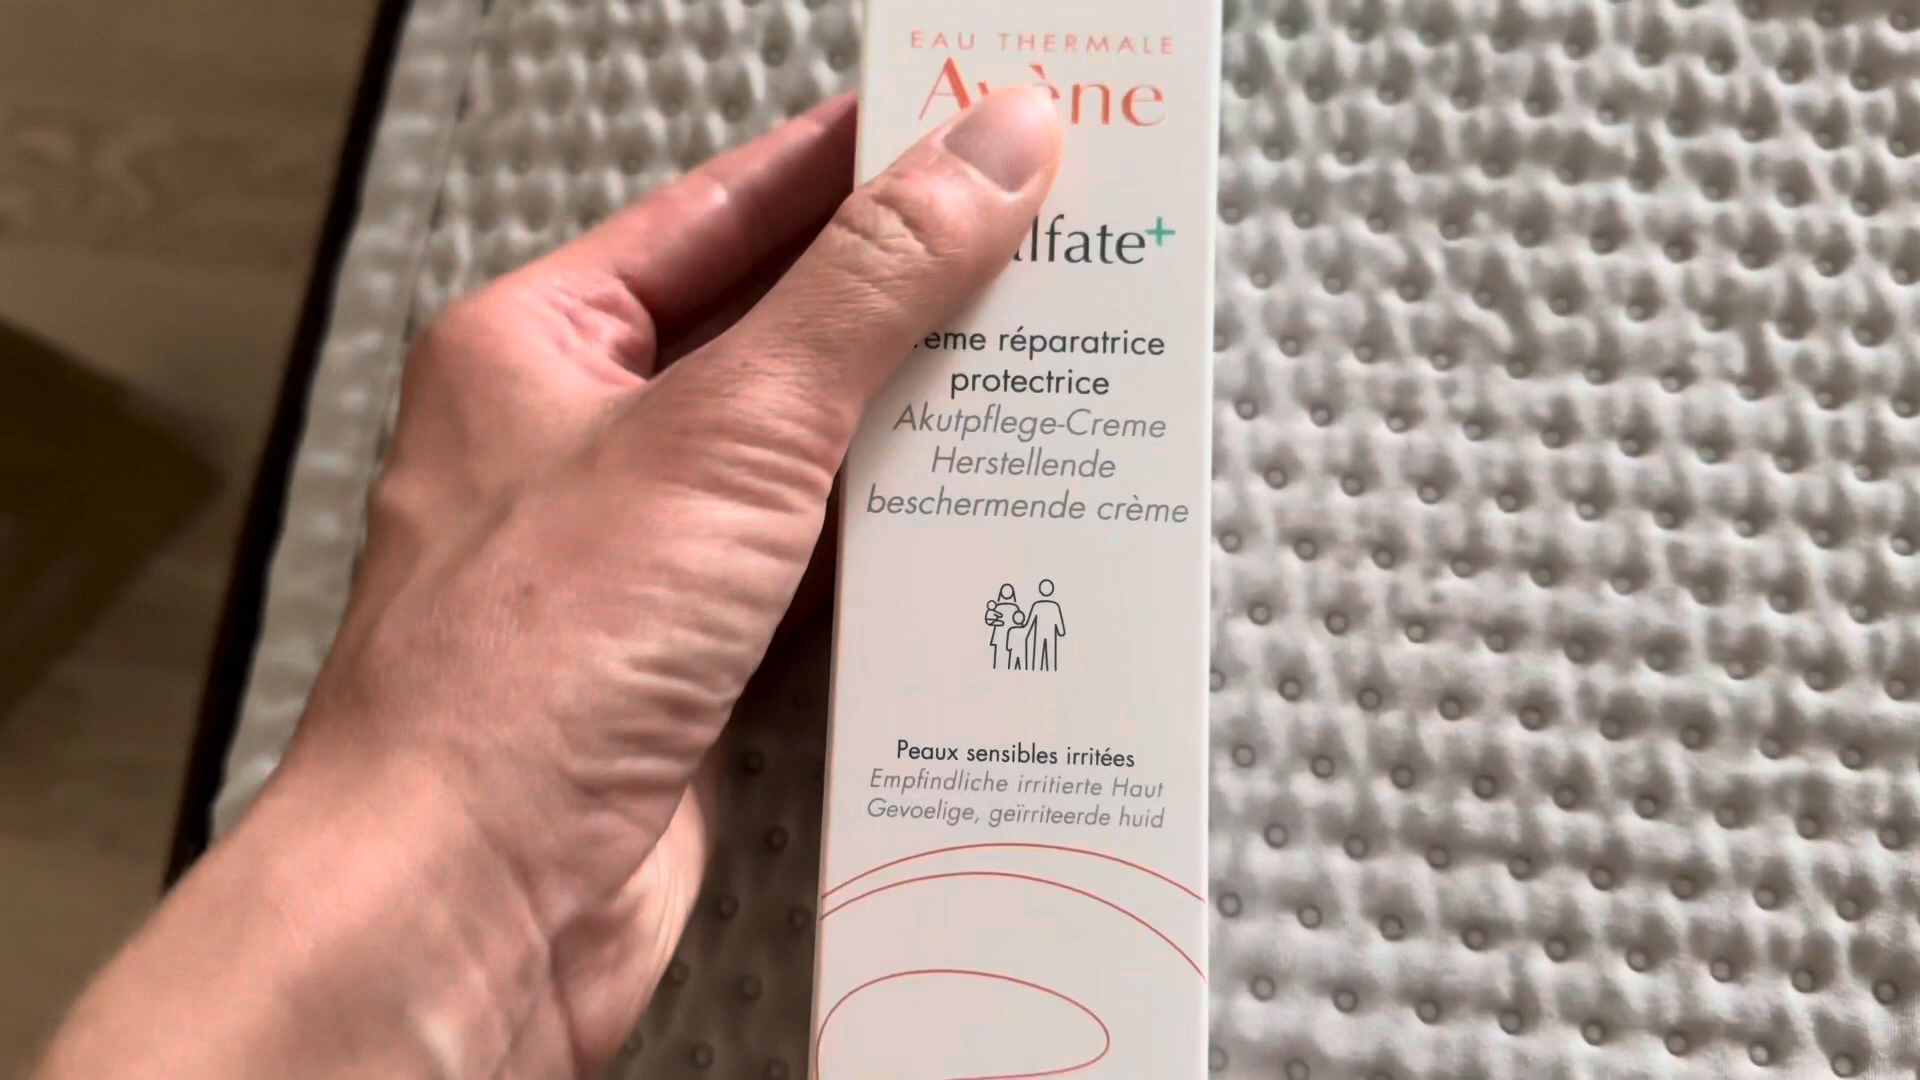 EAU THERMALE
Avène
lfate+
ème réparatrice
protectrice
Akutpflege-Creme
Herstellende
beschermende crème
Peaux sensibles irritées
Empfindliche irritierte Haut
Gevoelige, geïrriteerde huid